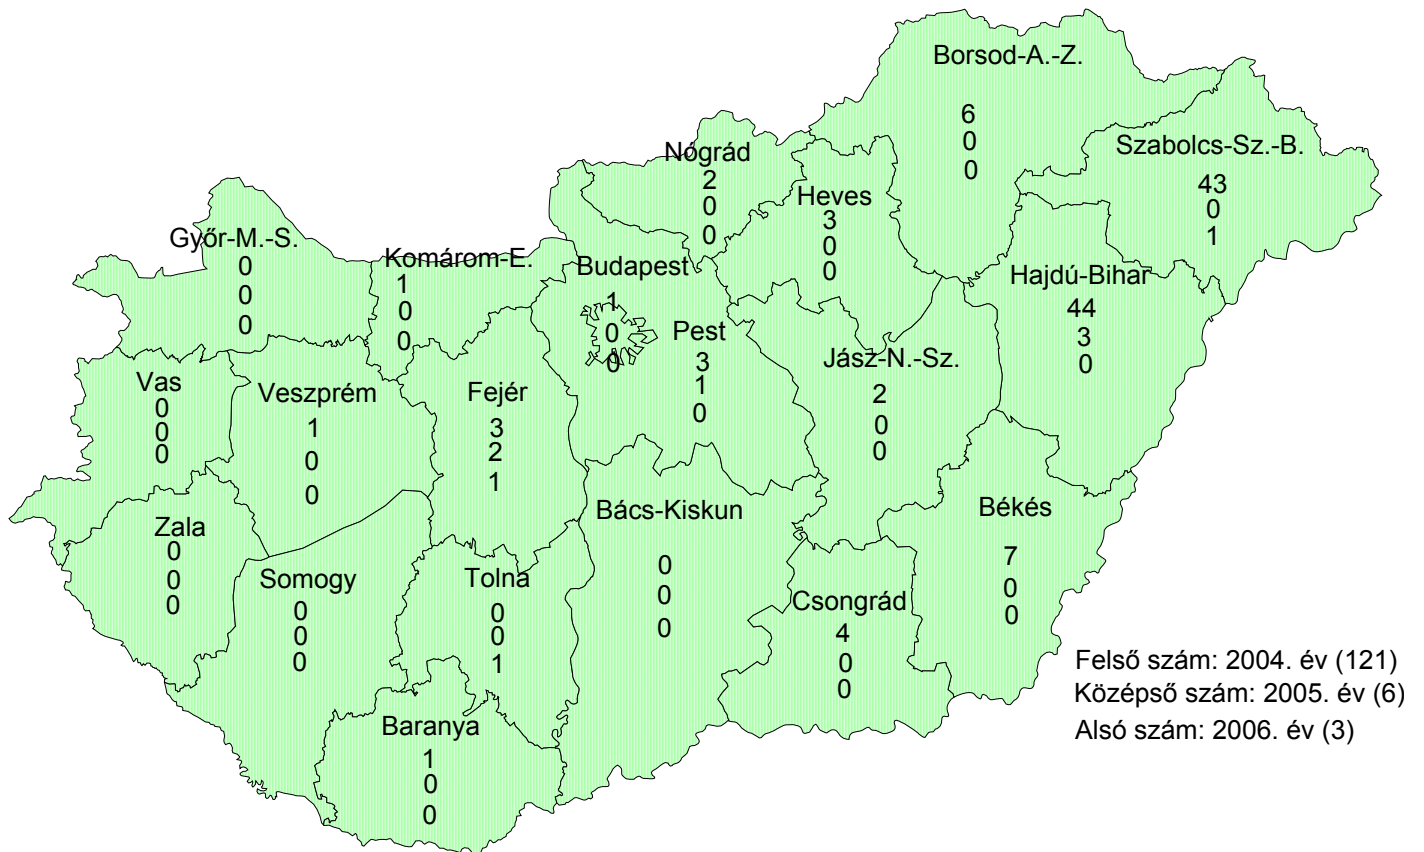 Borsod-A.-Z.
6
0
0
Szabolcs-Sz.-B.
43
0
1
Nógrád
2
0
0
Heves
3
0
0
Győr-M.-S.
0
0
0
Komárom-E.
1
0
0
Budapest
1
0
0
Hajdú-Bihar
44
3
0
Pest
3
1
0
Jász-N.-Sz.
2
0
0
Vas
0
0
0
Veszprém
1
0
0
Fejér
3
2
1
Bács-Kiskun
0
0
0
Békés
7
0
0
Zala
0
0
0
Somogy
0
0
0
Tolna
0
0
1
Csongrád
4
0
0
Baranya
1
0
0
Felső szám: 2004. év (121)
Középső szám: 2005. év (6)
Alsó szám: 2006. év (3)